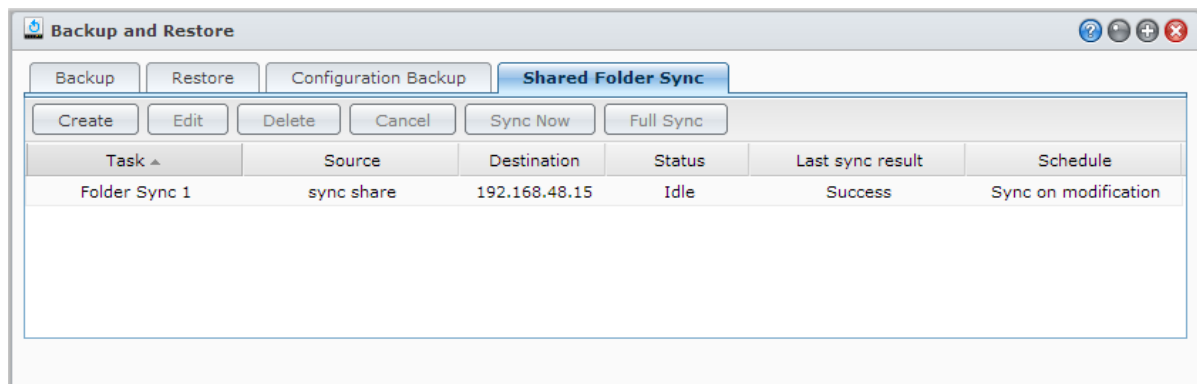 Backup and Restore
Backup Restore Configuration Backup Shared Folder Sync
Create Edit Delete Cancel Sync Now Full Sync
Task Source Destination Status Last sync result Schedule
Folder Sync 1 sync share 192.168.48.15 Idle Success Sync on modification